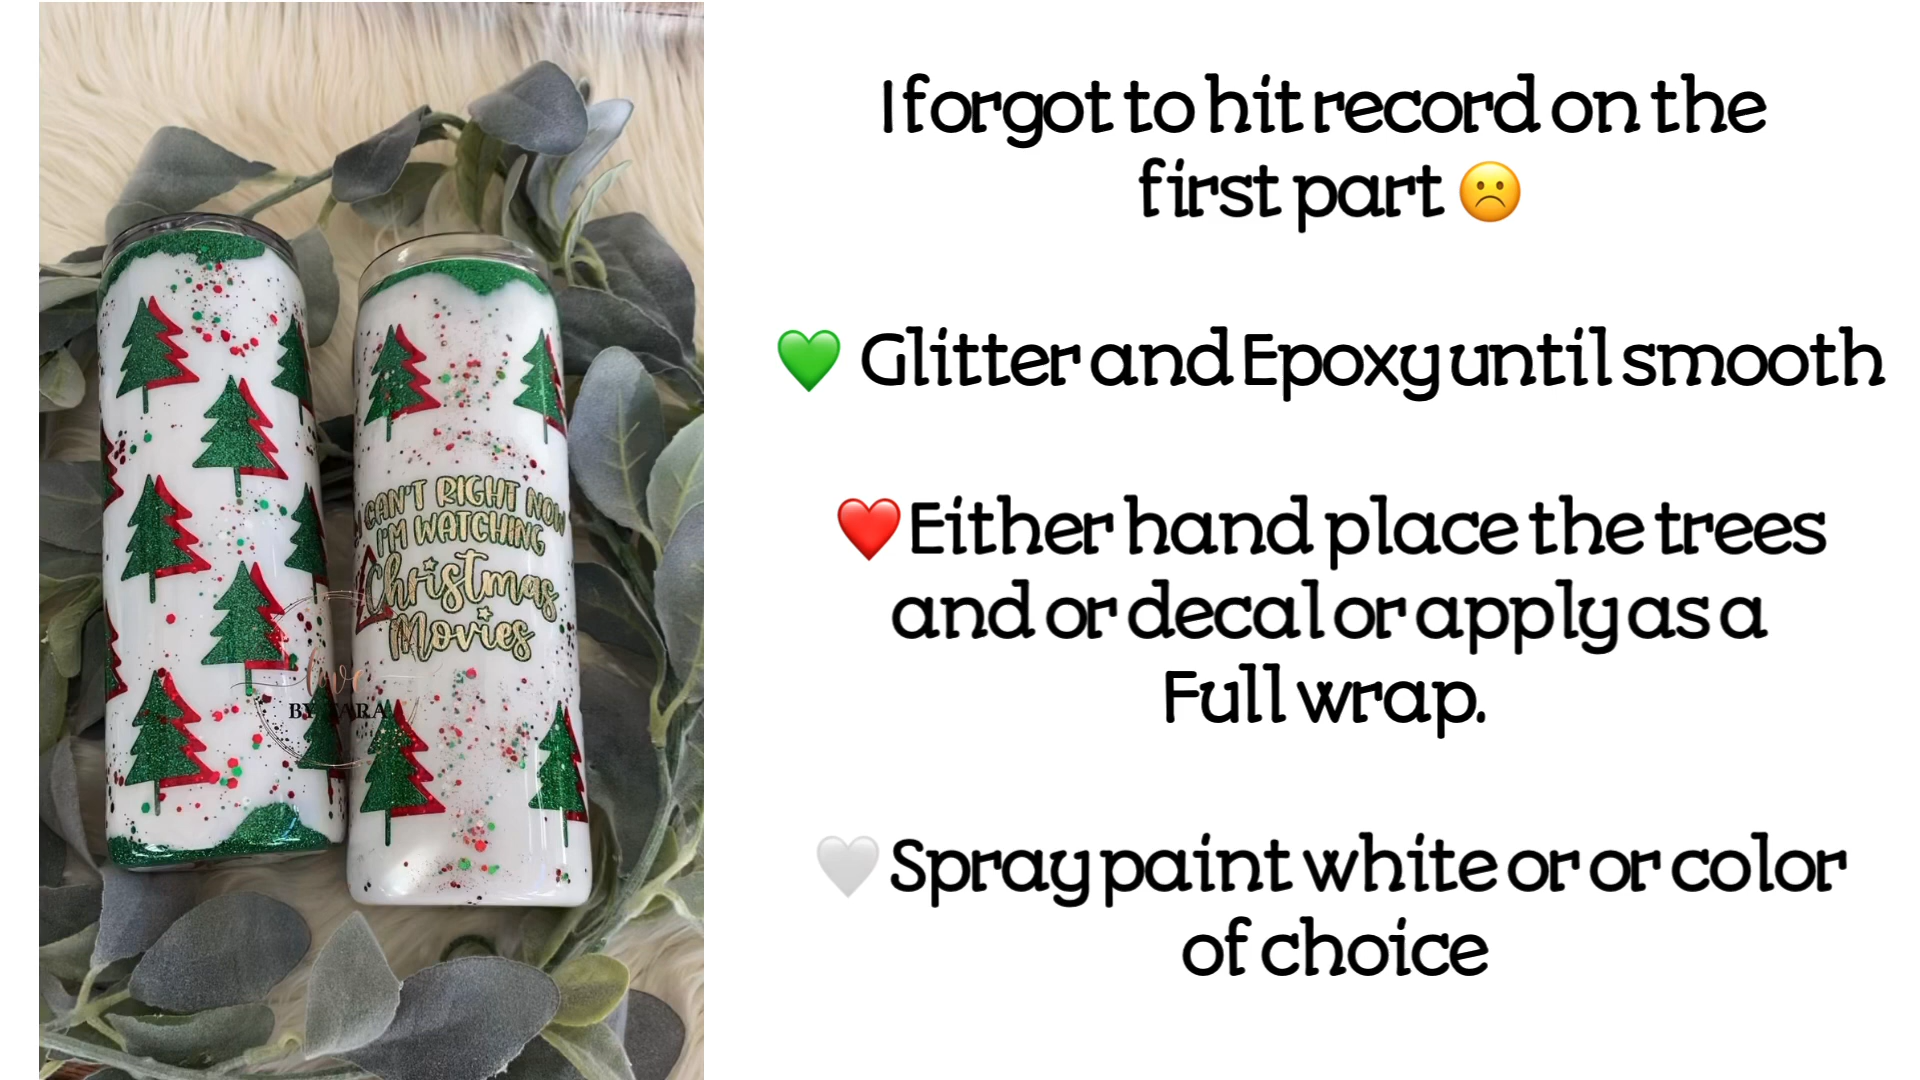 I CAN'T RIGHT NOW
I'M WATCHING
Christmas
Movies
love
BY TARA
I forgot to hit record on the
first part ☹️
💚 Glitter and Epoxy until smooth
❤️ Either hand place the trees
and or decal or apply as a
Full wrap.
🤍 Spray paint white or or color
of choice